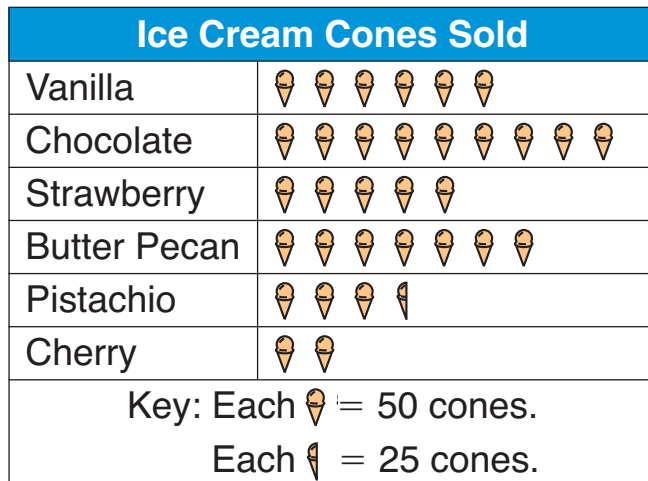 Ice Cream Cones Sold
Vanilla
Chocolate
Strawberry
Butter Pecan
Pistachio
Cherry
Key: Each = 50 cones.
Each = 25 cones.